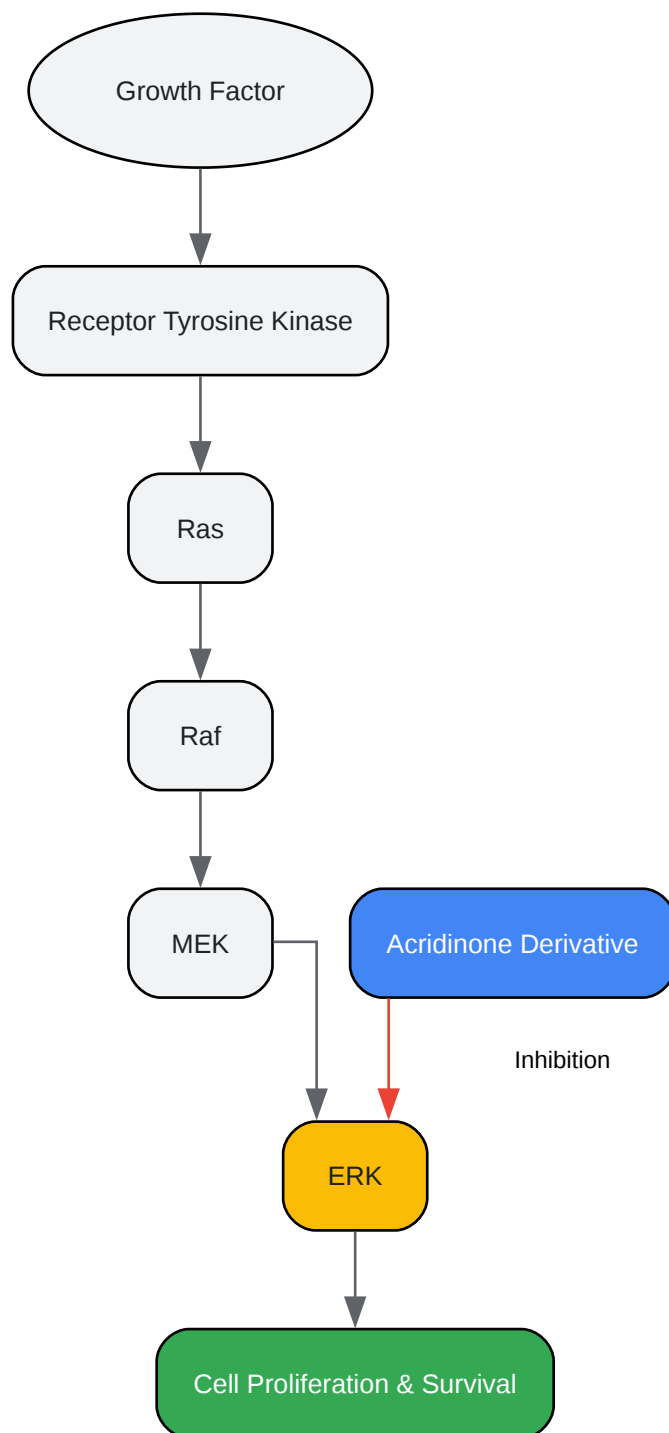 Growth Factor
Receptor Tyrosine Kinase
Ras
Raf
MEK
Acridinone Derivative
Inhibition
ERK
Cell Proliferation & Survival